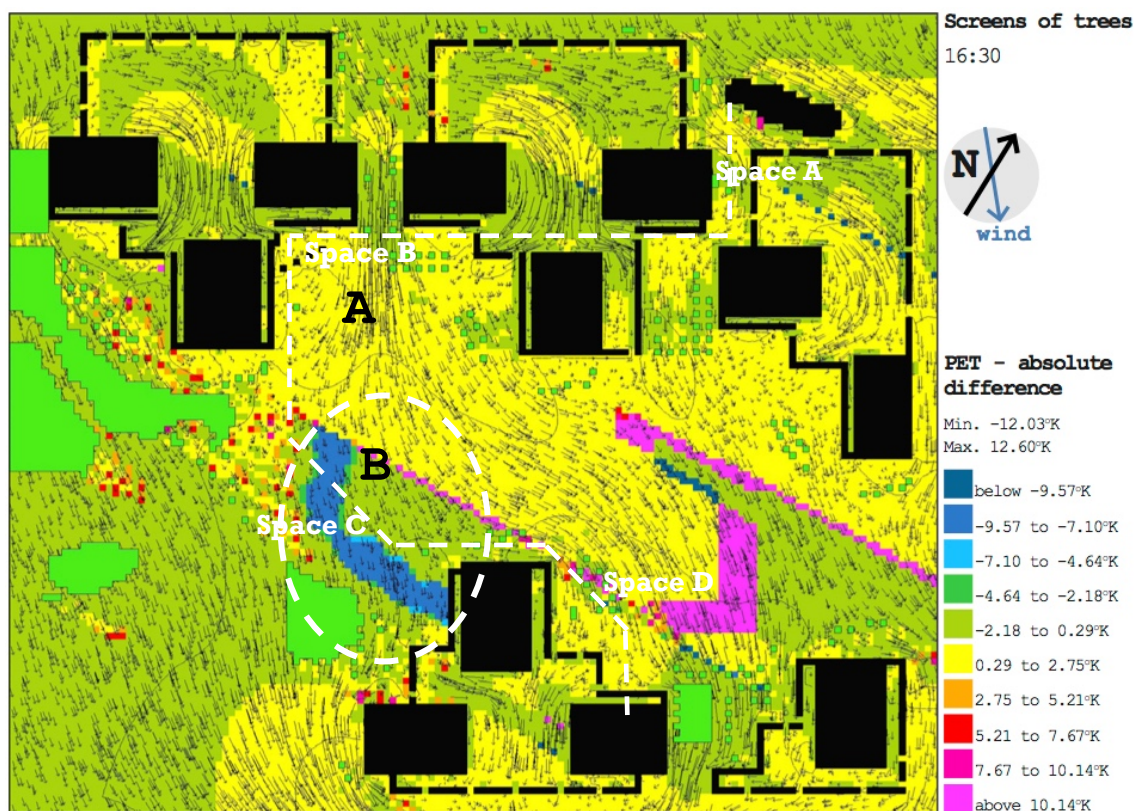 Screens of trees
16:30
N
wind
Space A
Space B
A
B
Space C
Space D
PET - absolute
difference
Min. -12.03°K
Max. 12.60°K
below -9.57°K
-9.57 to -7.10°K
-7.10 to -4.64°K
-4.64 to -2.18°K
-2.18 to 0.29°K
0.29 to 2.75°K
2.75 to 5.21°K
5.21 to 7.67°K
7.67 to 10.14°K
above 10.14°K